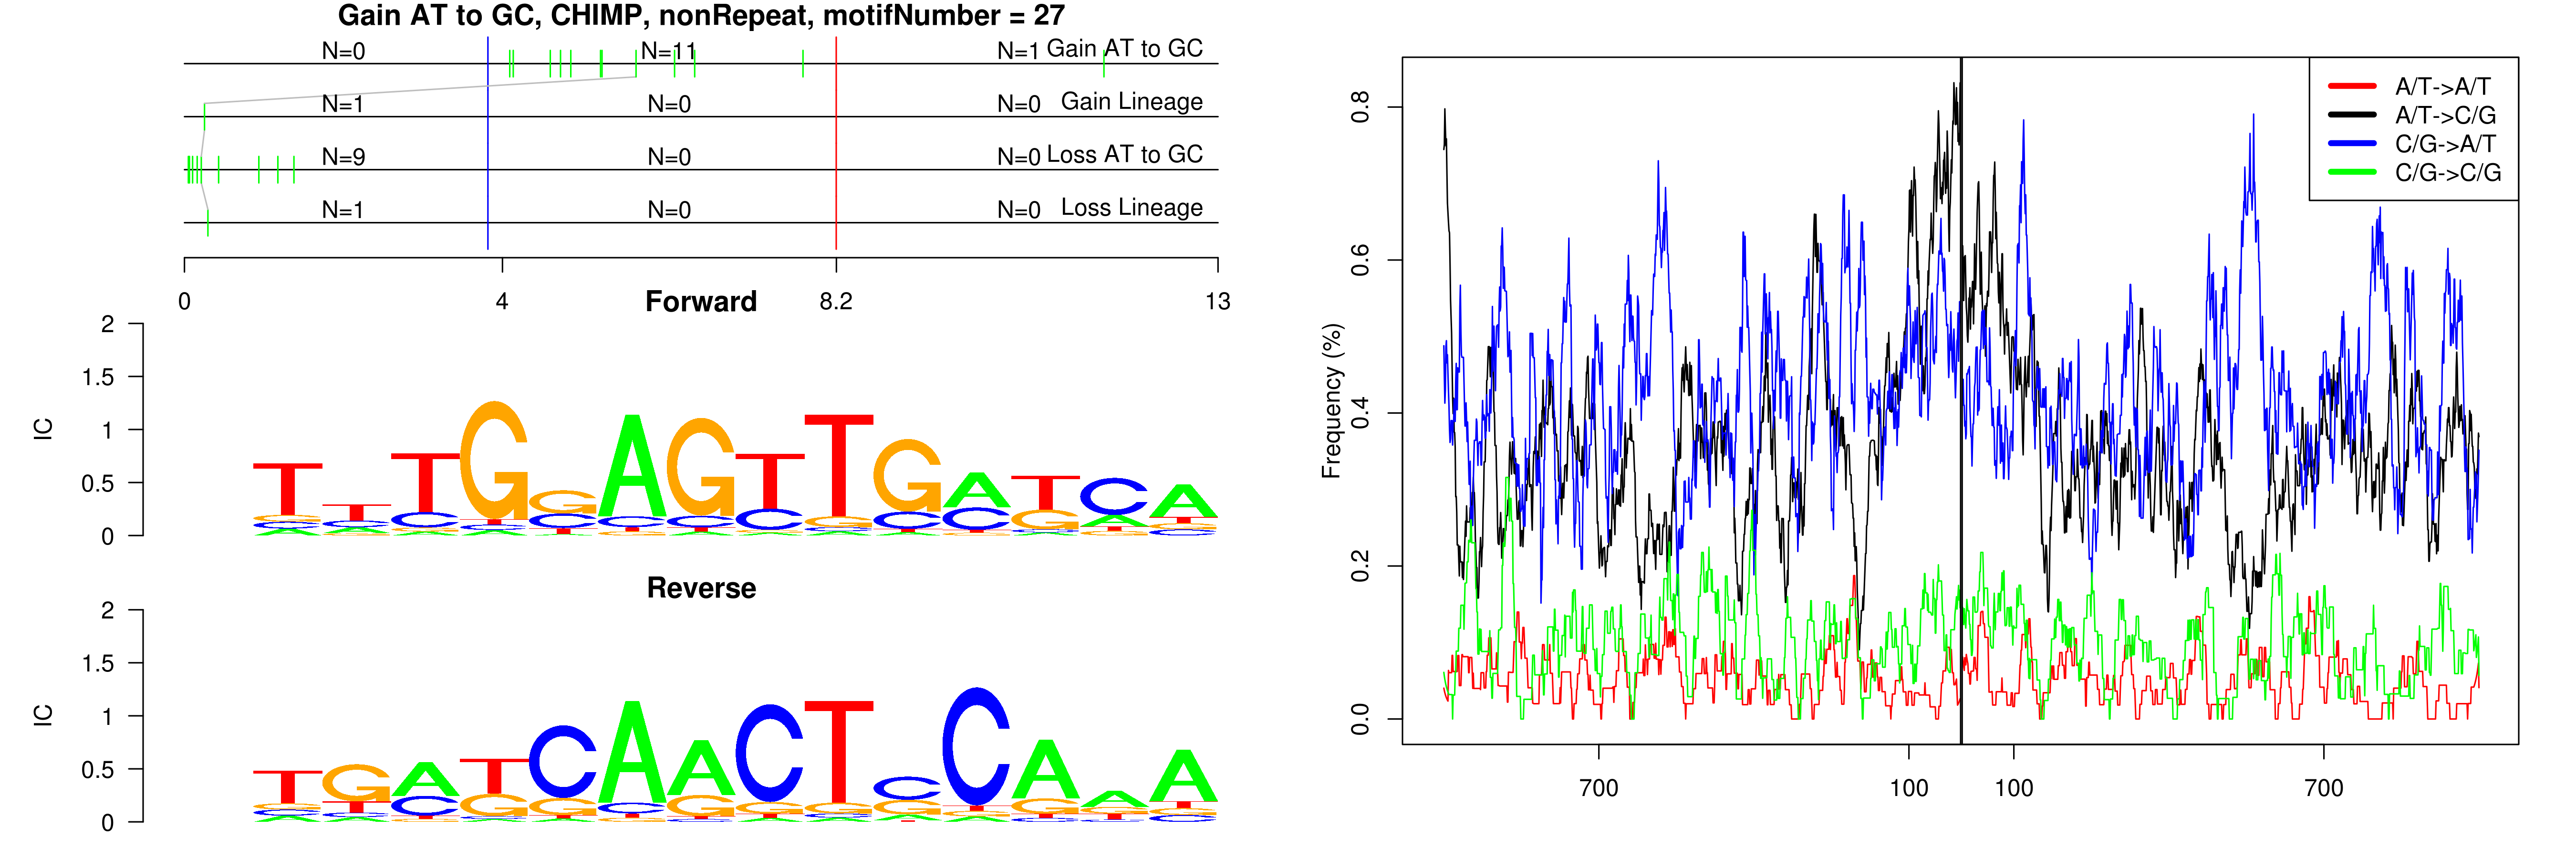 Gain AT to GC, CHIMP, nonRepeat, motifNumber = 27
N=0 N=11 N=1 Gain AT to GC
N=1 N=0 N=0 Gain Lineage
N=9 N=0 N=0 Loss AT to GC
N=1 N=0 N=0 Loss Lineage
0 4 8.2 13
Forward
IC
2
1.5
1
0.5
0
T T T G G A G T T G A T C A
Reverse
IC
2
1.5
1
0.5
0
T G A T C A A C T C C A A A
Frequency (%)
0.8
0.6
0.4
0.2
0.0
700 100 100 700
A/T->A/T
A/T->C/G
C/G->A/T
C/G->C/G